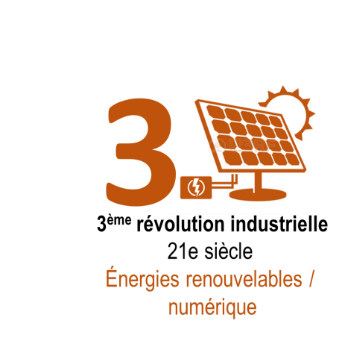 3.
3ème révolution industrielle
21e siècle
Énergies renouvelables /
numérique